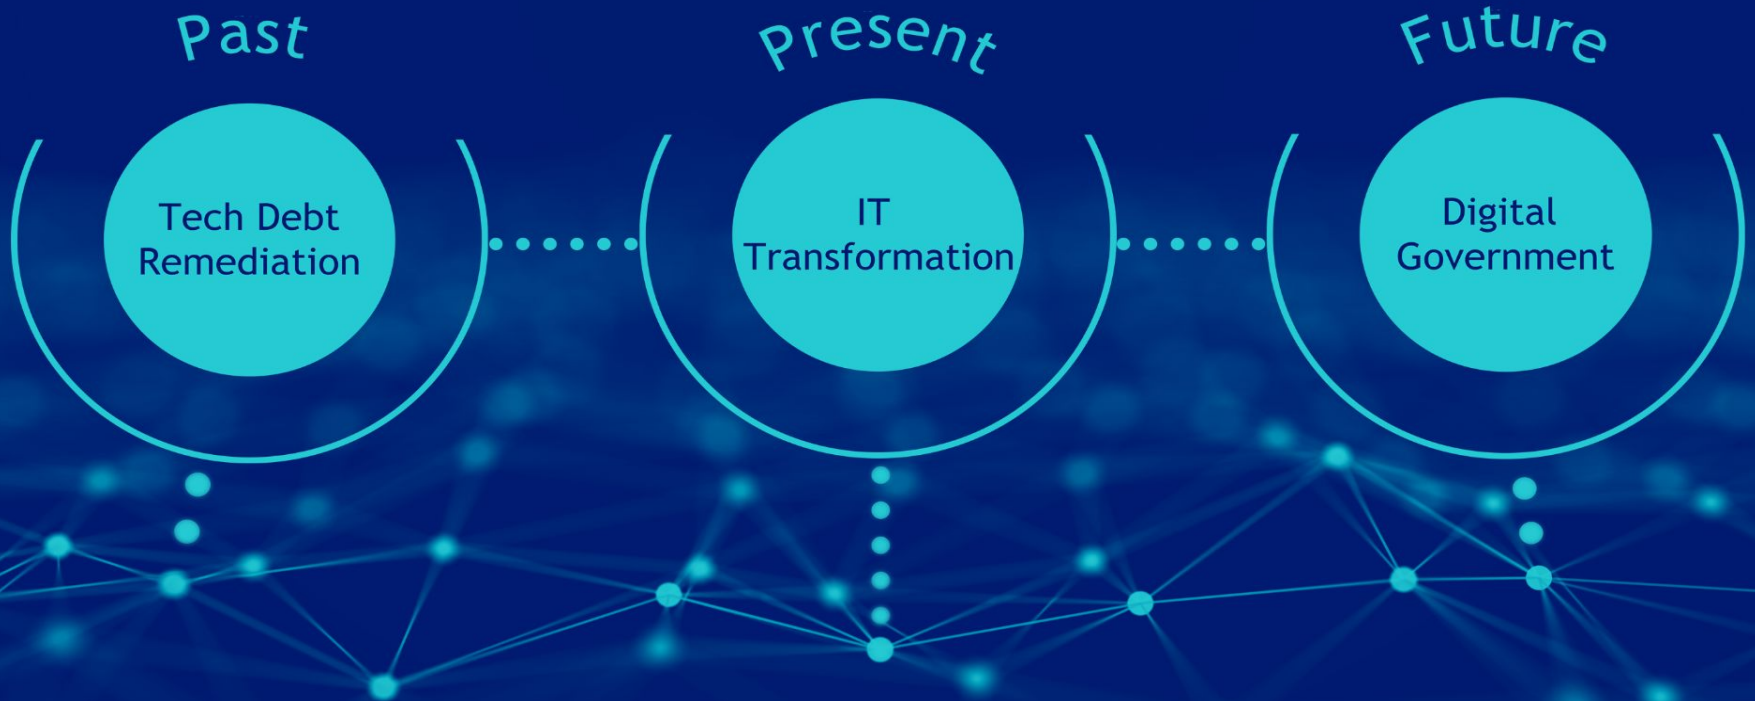 Past
Present
Future
Tech Debt
Remediation
IT
Transformation
Digital
Government